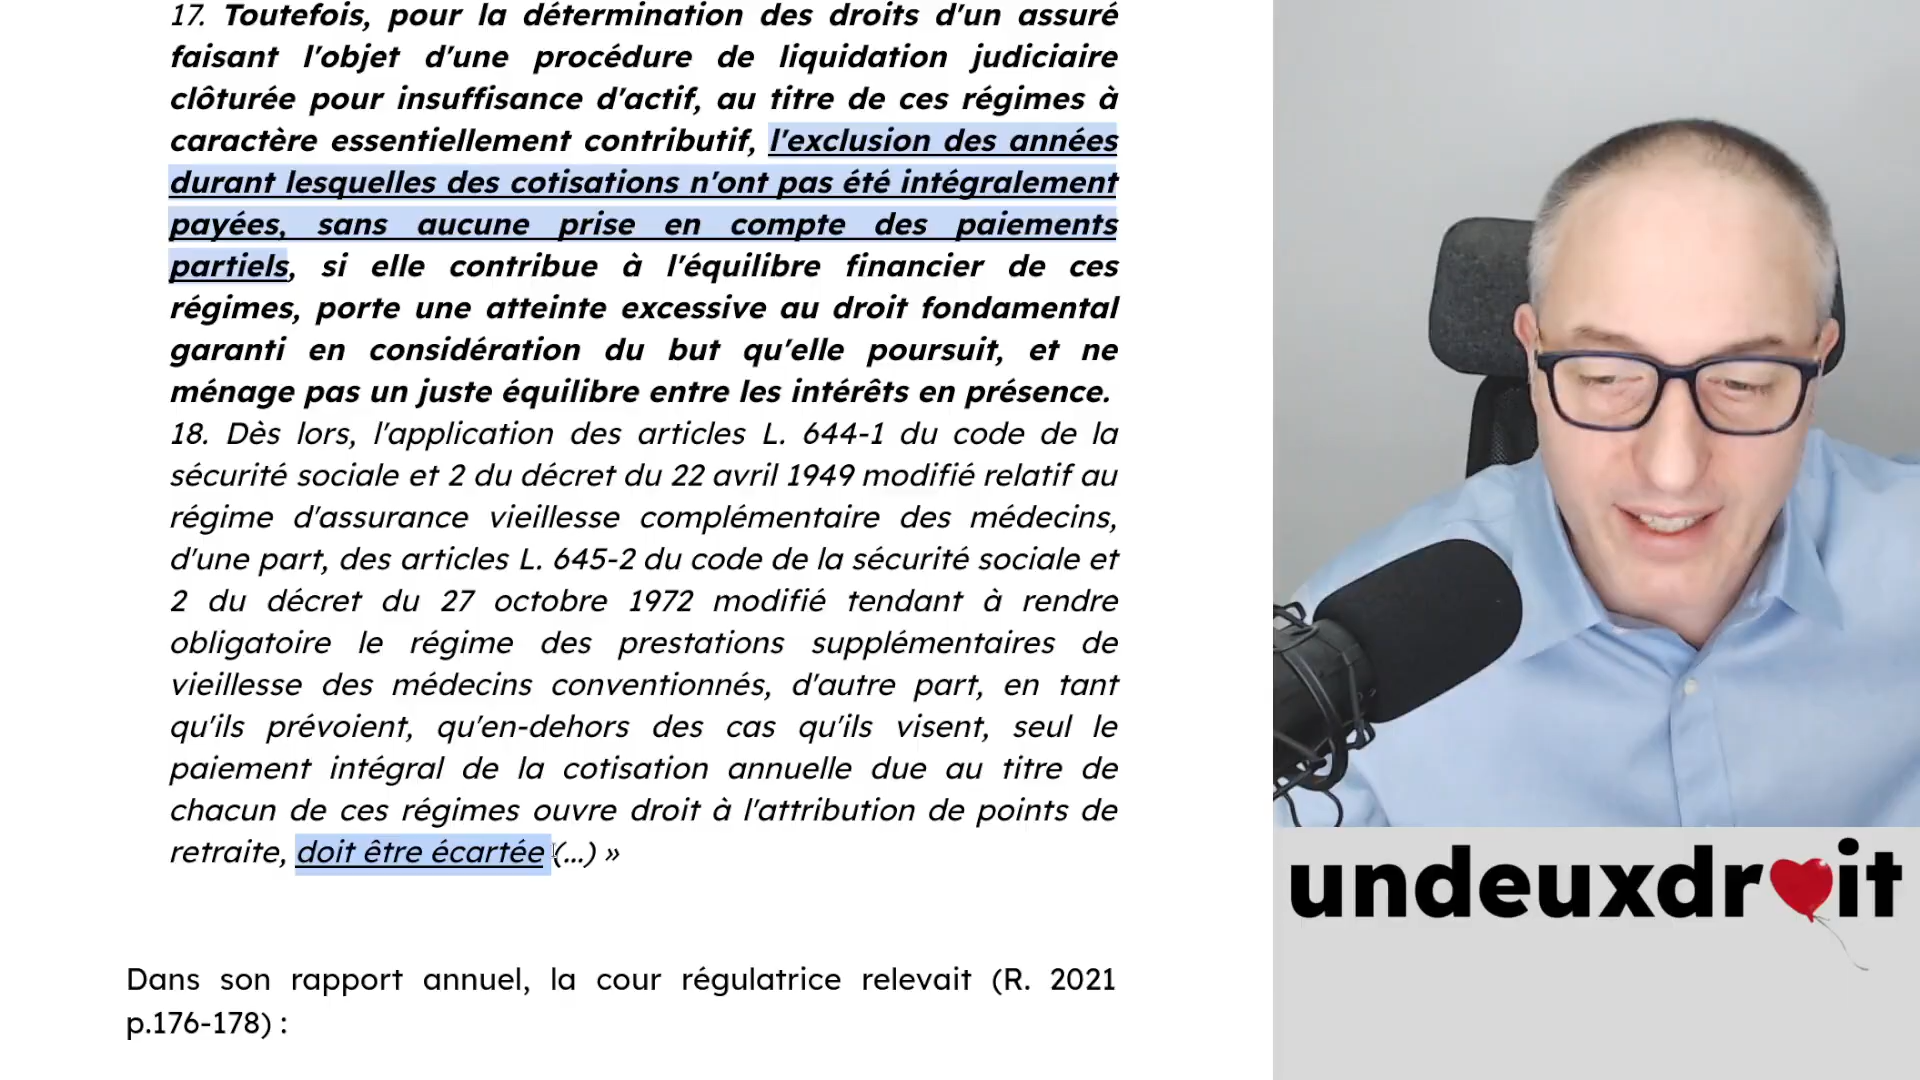 17. Toutefois, pour la détermination des droits d'un assuré
faisant l'objet d'une procédure de liquidation judiciaire
clôturée pour insuffisance d'actif, au titre de ces régimes à
caractère essentiellement contributif, l'exclusion des années
durant lesquelles des cotisations n'ont pas été intégralement
payées, sans aucune prise en compte des paiements
partiels, si elle contribue à l'équilibre financier de ces
régimes, porte une atteinte excessive au droit fondamental
garanti en considération du but qu'elle poursuit, et ne
ménage pas un juste équilibre entre les intérêts en présence.
18. Dès lors, l'application des articles L. 644-1 du code de la
sécurité sociale et 2 du décret du 22 avril 1949 modifié relatif au
régime d'assurance vieillesse complémentaire des médecins,
d'une part, des articles L. 645-2 du code de la sécurité sociale et
2 du décret du 27 octobre 1972 modifié tendant à rendre
obligatoire le régime des prestations supplémentaires de
vieillesse des médecins conventionnés, d'autre part, en tant
qu'ils prévoient, qu'en-dehors des cas qu'ils visent, seul le
paiement intégral de la cotisation annuelle due au titre de
chacun de ces régimes ouvre droit à l'attribution de points de
retraite, doit être écartée (...) »
Dans son rapport annuel, la cour régulatrice relevait (R. 2021
p.176-178) :
undeuxdroit